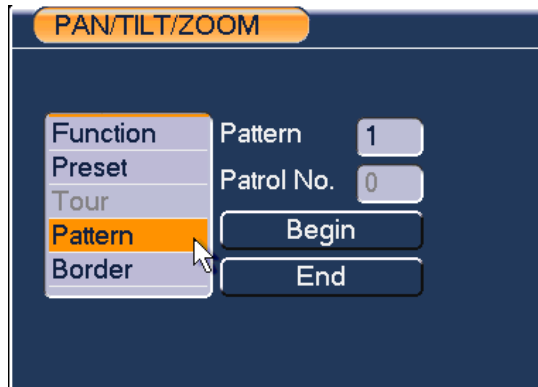 PAN/TILT/ZOOM
Function
Preset
Tour
Pattern
Border
Pattern 1
Patrol No. 0
Begin
End